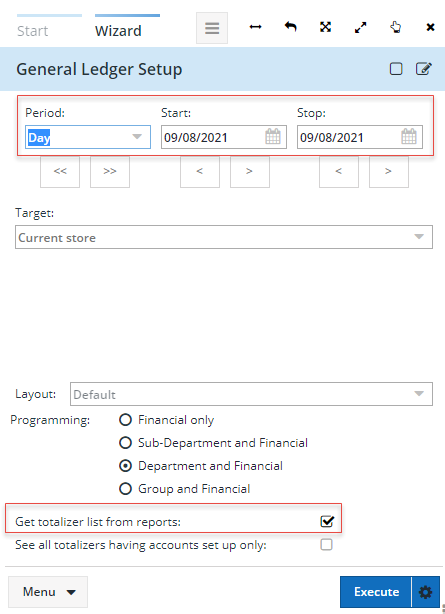 Start Wizard
General Ledger Setup
Period: Start: Stop:
Day 09/08/2021 09/08/2021
<< >> < > < >
Target:
Current store
Layout: Default
Programming: Financial only
Sub-Department and Financial
Department and Financial
Group and Financial
Get totalizer list from reports:
See all totalizers having accounts set up only:
Menu Execute